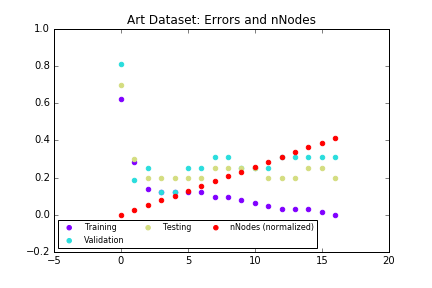 Art Dataset: Errors and nNodes
1.0
0.8
0.6
0.4
0.2
0.0
−0.2
Training Testing nNodes (normalized)
Validation
−5 0 5 10 15 20